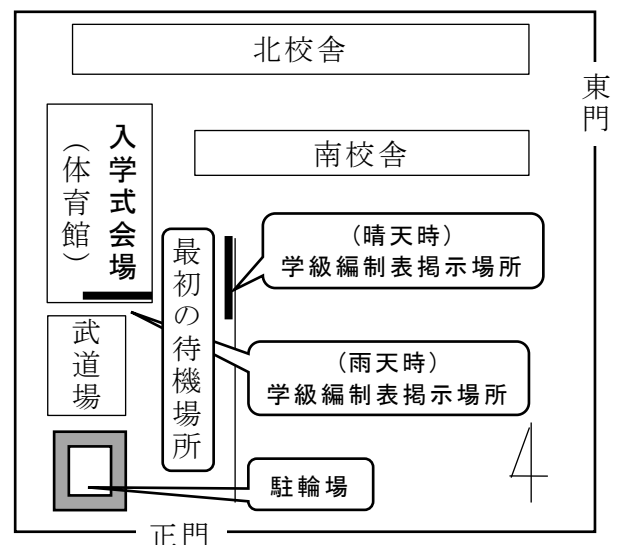 北校舎
東門
入学式会場
（体育館）
南校舎
最初の待機場所
（晴天時）
学級編制表掲示場所
武道場
（雨天時）
学級編制表掲示場所
駐輪場
正門